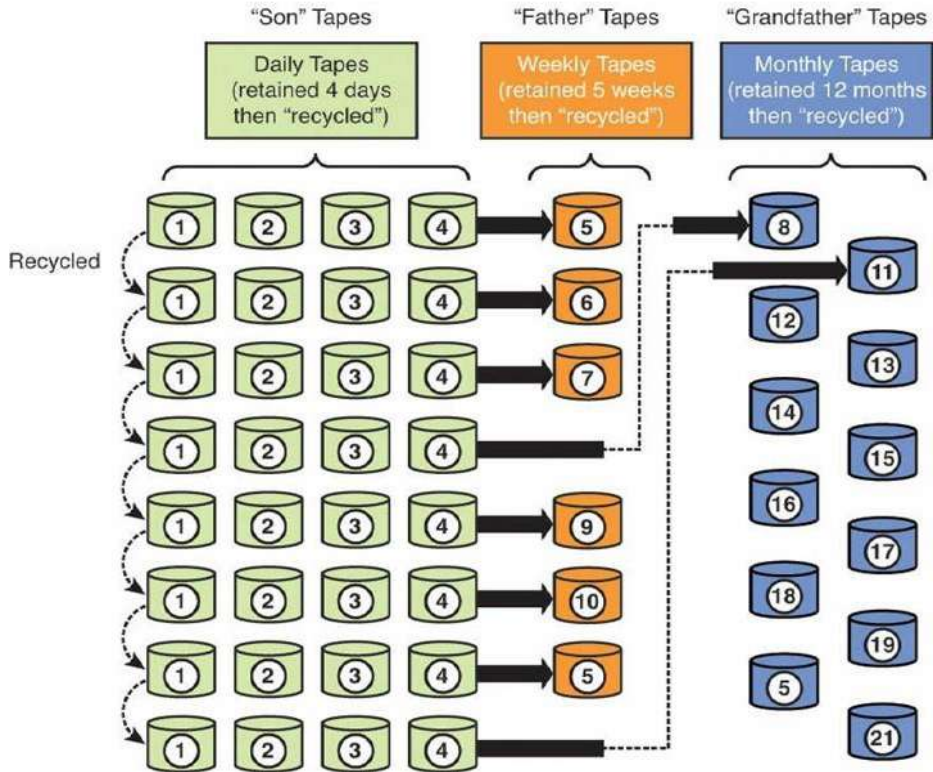 “Son” Tapes
“Father” Tapes
“Grandfather” Tapes
Daily Tapes
(retained 4 days
then “recycled”)
Weekly Tapes
(retained 5 weeks
then “recycled”)
Monthly Tapes
(retained 12 months
then “recycled”)
1 2 3 4 5 8
Recycled
11
1 2 3 4 6 12
1 2 3 4 7 13
14
1 2 3 4 15
16
1 2 3 4 9 17
1 2 3 4 10 18
19
1 2 3 4 5 5
1 2 3 4 21